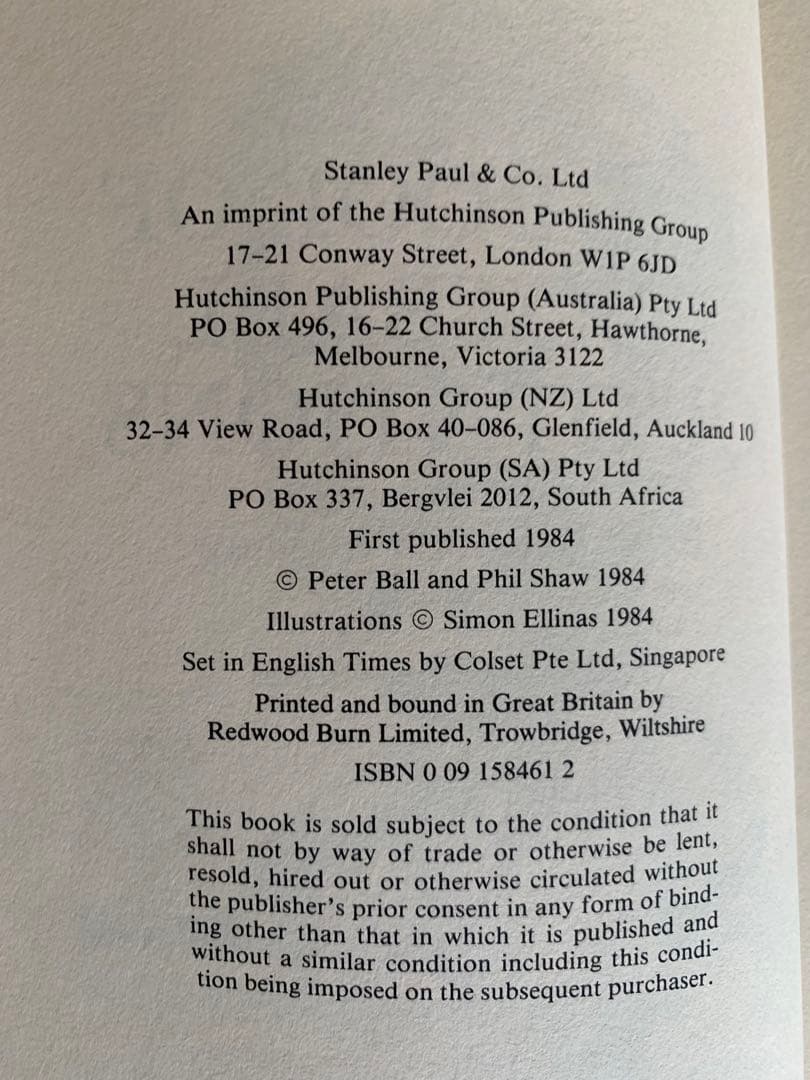 Stanley Paul & Co. Ltd
An imprint of the Hutchinson Publishing Group
17–21 Conway Street, London W1P 6JD
Hutchinson Publishing Group (Australia) Pty Ltd
PO Box 496, 16–22 Church Street, Hawthorne,
Melbourne, Victoria 3122
Hutchinson Group (NZ) Ltd
32–34 View Road, PO Box 40–086, Glenfield, Auckland 10
Hutchinson Group (SA) Pty Ltd
PO Box 337, Bergvlei 2012, South Africa
First published 1984
© Peter Ball and Phil Shaw 1984
Illustrations © Simon Ellinas 1984
Set in English Times by Colset Pte Ltd, Singapore
Printed and bound in Great Britain by
Redwood Burn Limited, Trowbridge, Wiltshire
ISBN 0 09 158461 2
This book is sold subject to the condition that it
shall not by way of trade or otherwise be lent,
resold, hired out or otherwise circulated without
the publisher's prior consent in any form of bind-
ing other than that in which it is published and
without a similar condition including this condi-
tion being imposed on the subsequent purchaser.